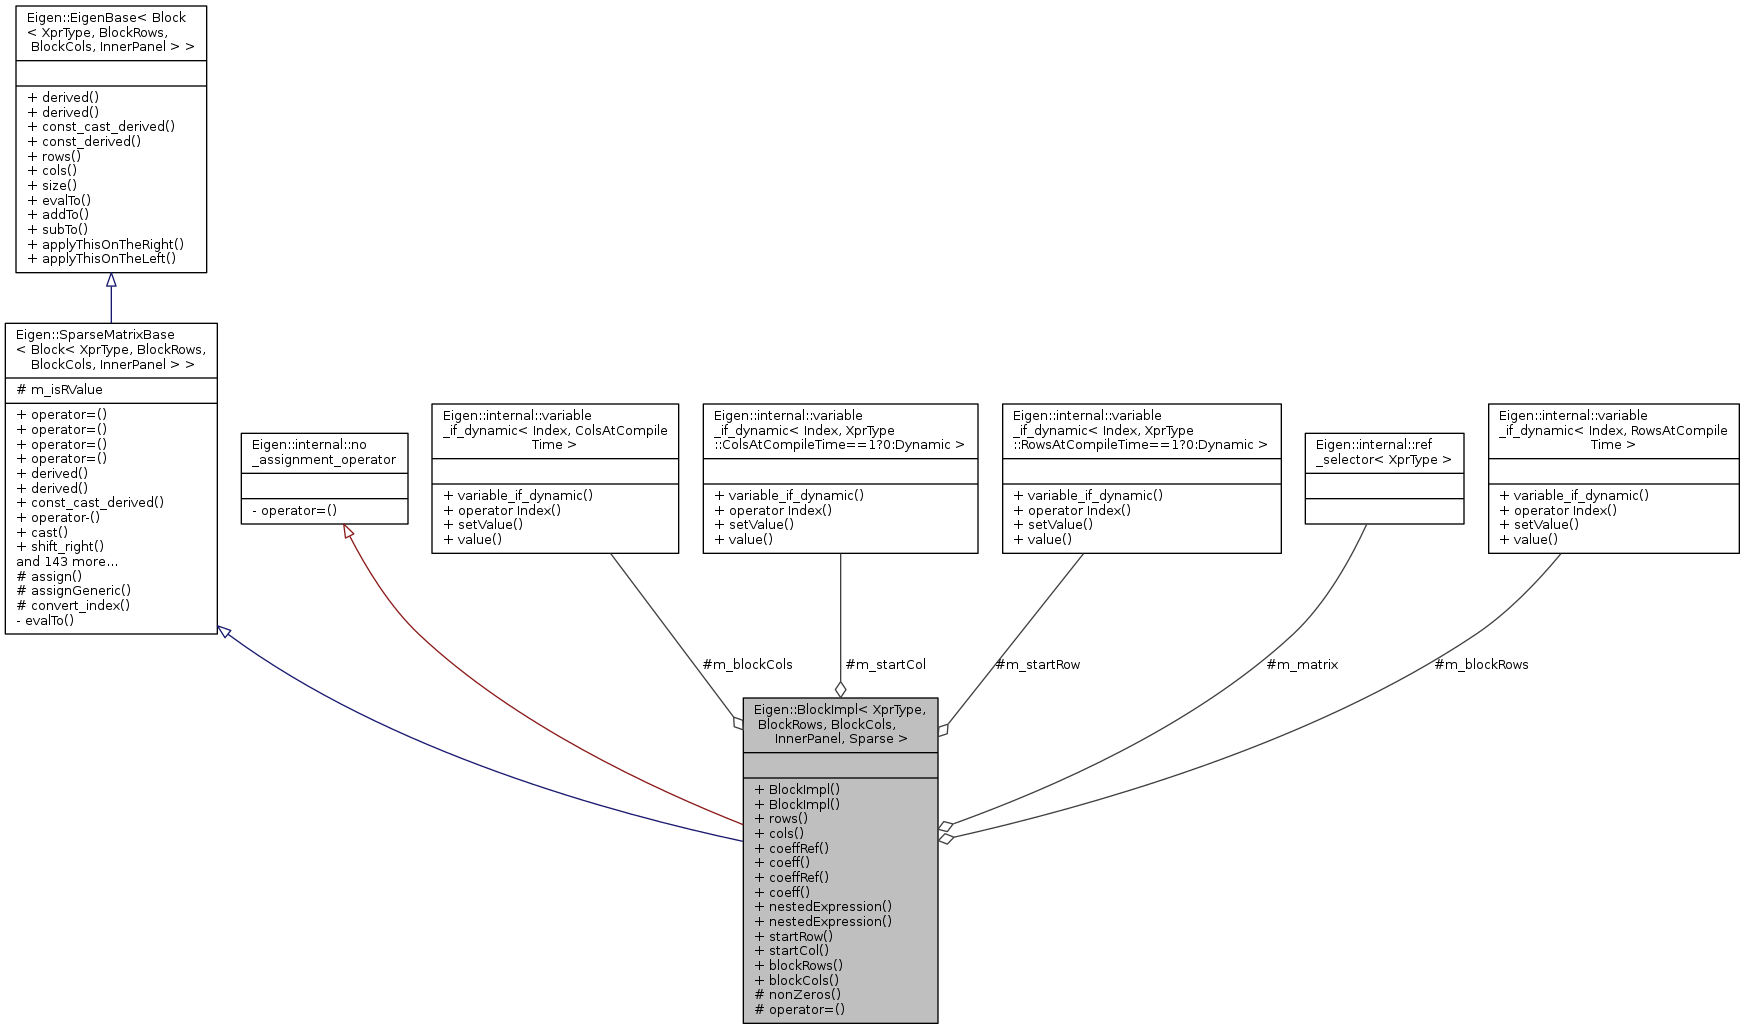 Eigen::EigenBase< Block
< XprType, BlockRows,
BlockCols, InnerPanel > >
+ derived()
+ derived()
+ const_cast_derived()
+ const_derived()
+ rows()
+ cols()
+ size()
+ evalTo()
+ addTo()
+ subTo()
+ applyThisOnTheRight()
+ applyThisOnTheLeft()
Eigen::SparseMatrixBase
< Block< XprType, BlockRows,
BlockCols, InnerPanel > >
# m_isRValue
+ operator=()
+ operator=()
+ operator=()
+ operator=()
+ derived()
+ derived()
+ const_cast_derived()
+ operator-()
+ cast()
+ shift_right()
and 143 more...
# assign()
# assignGeneric()
# convert_index()
- evalTo()
Eigen::internal::no
_assignment_operator
- operator=()
Eigen::internal::variable
_if_dynamic< Index, ColsAtCompile
Time >
+ variable_if_dynamic()
+ operator Index()
+ setValue()
+ value()
Eigen::internal::variable
_if_dynamic< Index, XprType
::ColsAtCompileTime==1?0:Dynamic >
+ variable_if_dynamic()
+ operator Index()
+ setValue()
+ value()
Eigen::internal::variable
_if_dynamic< Index, XprType
::RowsAtCompileTime==1?0:Dynamic >
+ variable_if_dynamic()
+ operator Index()
+ setValue()
+ value()
Eigen::internal::ref
_selector< XprType >
Eigen::internal::variable
_if_dynamic< Index, RowsAtCompile
Time >
+ variable_if_dynamic()
+ operator Index()
+ setValue()
+ value()
#m_blockCols
#m_startCol
#m_startRow
#m_matrix
#m_blockRows
Eigen::BlockImpl< XprType,
BlockRows, BlockCols,
InnerPanel, Sparse >
+ BlockImpl()
+ BlockImpl()
+ rows()
+ cols()
+ coeffRef()
+ coeff()
+ coeffRef()
+ coeff()
+ nestedExpression()
+ nestedExpression()
+ startRow()
+ startCol()
+ blockRows()
+ blockCols()
# nonZeros()
# operator=()